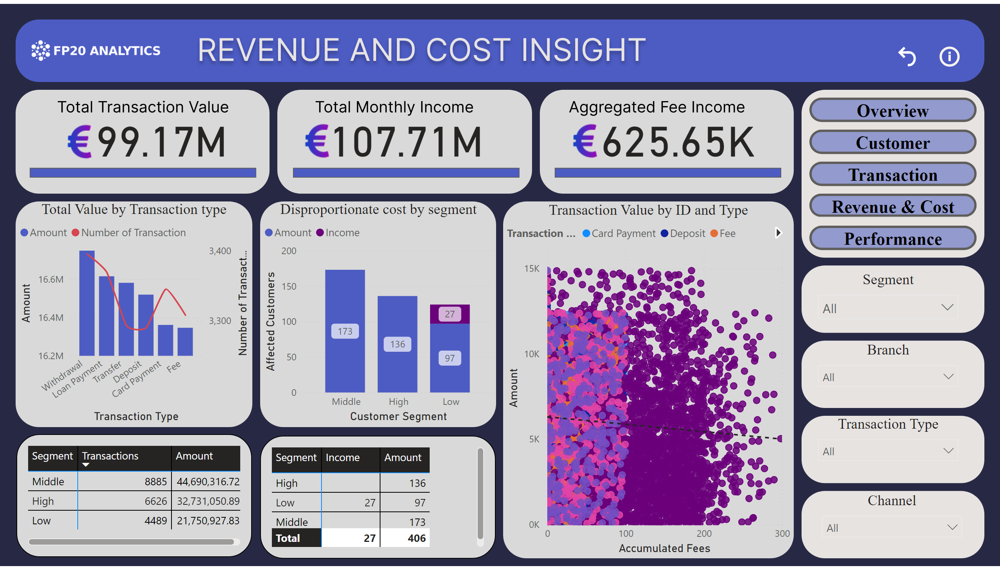 FP20 ANALYTICS
REVENUE AND COST INSIGHT
Total Transaction Value
€99.17M
Total Monthly Income
€107.71M
Aggregated Fee Income
€625.65K
Overview
Customer
Transaction
Revenue & Cost
Performance
Total Value by Transaction type
Amount Number of Transaction
Amount
16.6M
16.4M
16.2M
3,400
3,300
Number of Transact...
Withdrawal
Loan Payment
Transfer
Deposit
Card Payment
Fee
Transaction Type
Disproportionate cost by segment
Amount Income
Affected Customers
200
150
100
50
0
173
136
27
97
Middle High Low
Customer Segment
Transaction Value by ID and Type
Transaction ... Card Payment Deposit Fee
Amount
15K
10K
5K
0K
0 100 200 300
Accumulated Fees
Segment
All
Branch
All
Transaction Type
All
Channel
All
Segment Transactions Amount
Middle 8885 44,690,316.72
High 6626 32,731,050.89
Low 4489 21,750,927.83
Segment Income Amount
High 136
Low 27 97
Middle 173
Total 27 406